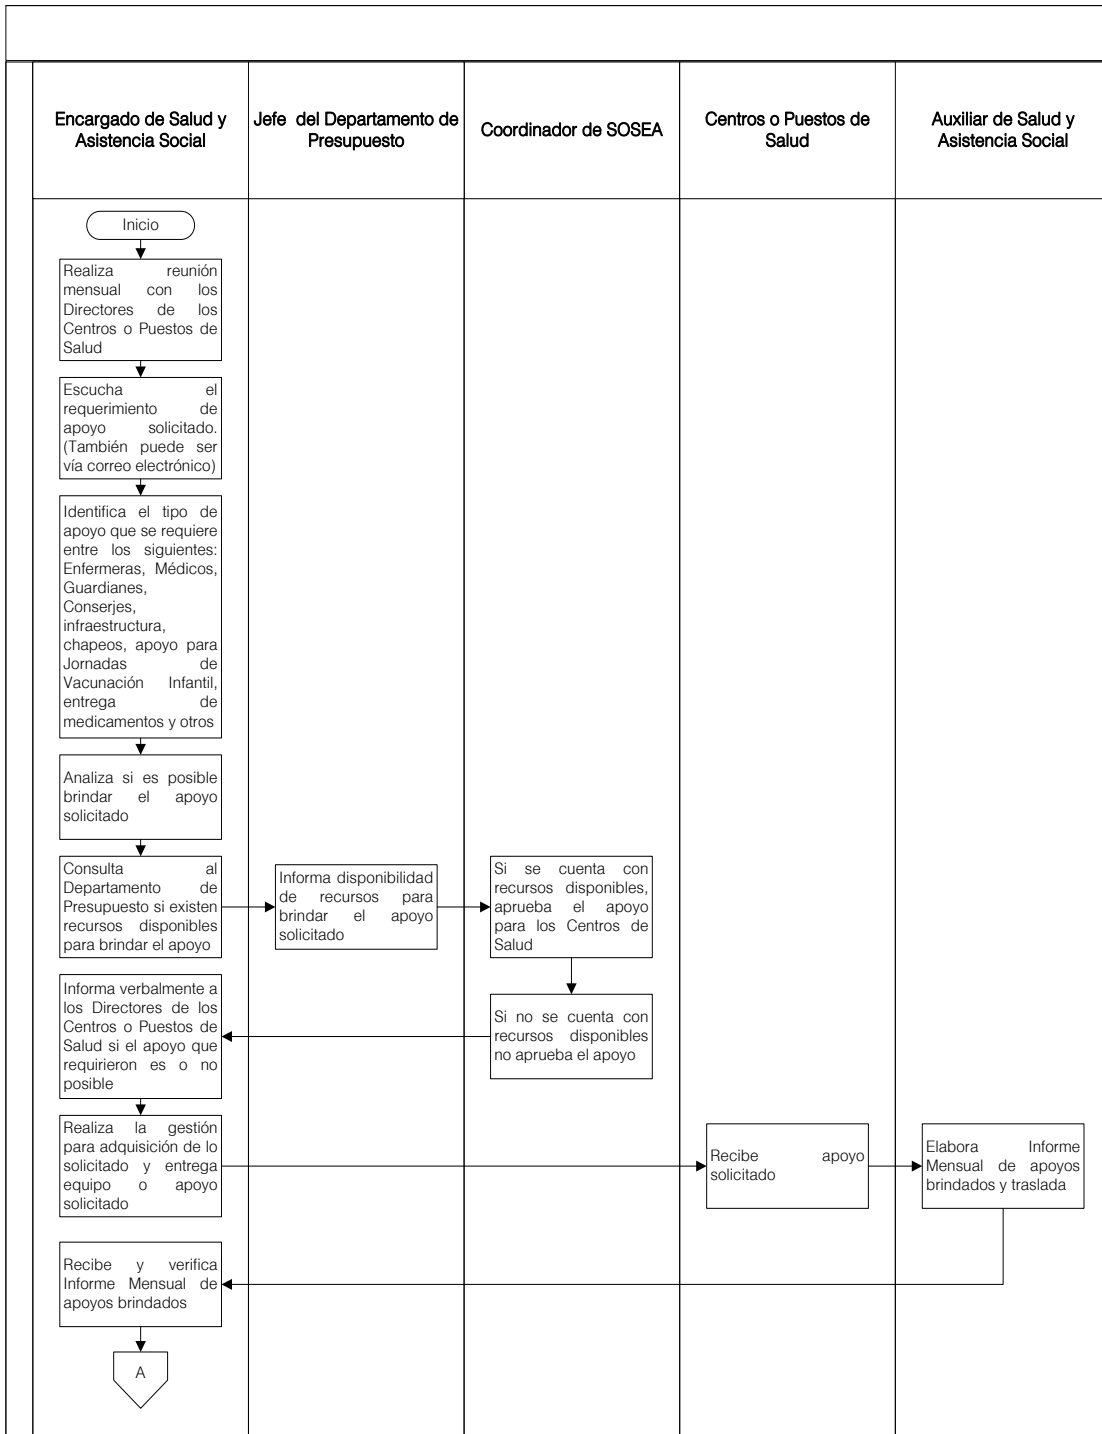 Encargado de Salud y
Asistencia Social
Jefe del Departamento de
Presupuesto
Coordinador de SOSEA
Centros o Puestos de
Salud
Auxiliar de Salud y
Asistencia Social
Inicio
Realiza reunión
mensual con los
Directores de los
Centros o Puestos de
Salud
Escucha el
requerimiento de
apoyo solicitado.
(También puede ser
vía correo electrónico)
Identifica el tipo de
apoyo que se requiere
entre los siguientes:
Enfermeras, Médicos,
Guardianes,
Conserjes,
infraestructura,
chapeos, apoyo para
Jornadas de
Vacunación Infantil,
entrega de
medicamentos y otros
Analiza si es posible
brindar el apoyo
solicitado
Consulta al
Departamento de
Presupuesto si existen
recursos disponibles
para brindar el apoyo
Informa disponibilidad
de recursos para
brindar el apoyo
solicitado
Si se cuenta con
recursos disponibles,
aprueba el apoyo
para los Centros de
Salud
Si no se cuenta con
recursos disponibles
no aprueba el apoyo
Informa verbalmente a
los Directores de los
Centros o Puestos de
Salud si el apoyo que
requirieron es o no
posible
Realiza la gestión
para adquisición de lo
solicitado y entrega
equipo o apoyo
solicitado
Recibe apoyo
solicitado
Elabora Informe
Mensual de apoyos
brindados y traslada
Recibe y verifica
Informe Mensual de
apoyos brindados
A